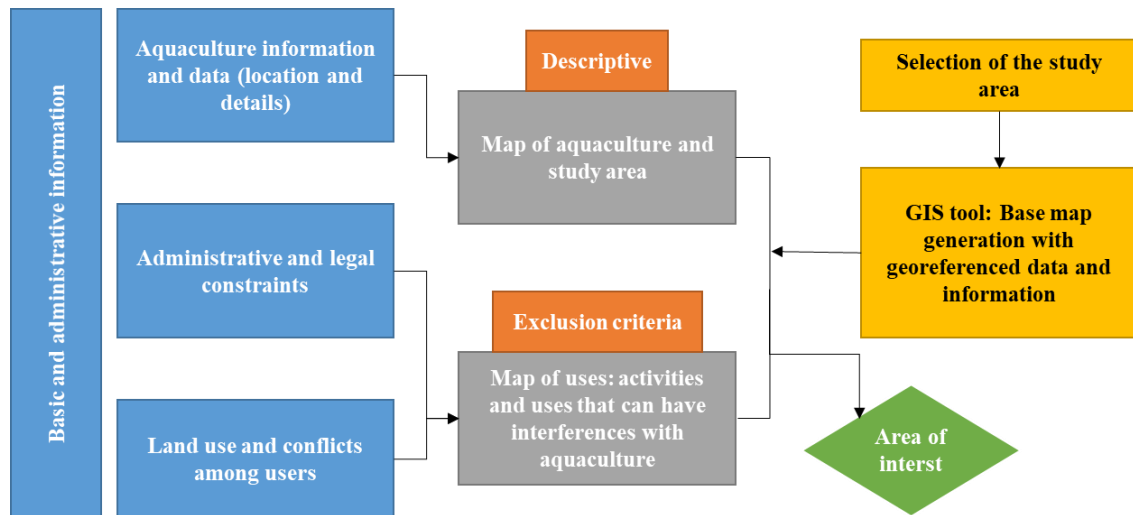 Basic and administrative information
Aquaculture information
and data (location and
details)
Administrative and legal
constraints
Land use and conflicts
among users
Descriptive
Map of aquaculture and
study area
Exclusion criteria
Map of uses: activities
and uses that can have
interferences with
aquaculture
Selection of the study
area
GIS tool: Base map
generation with
georeferenced data and
information
Area of
interst